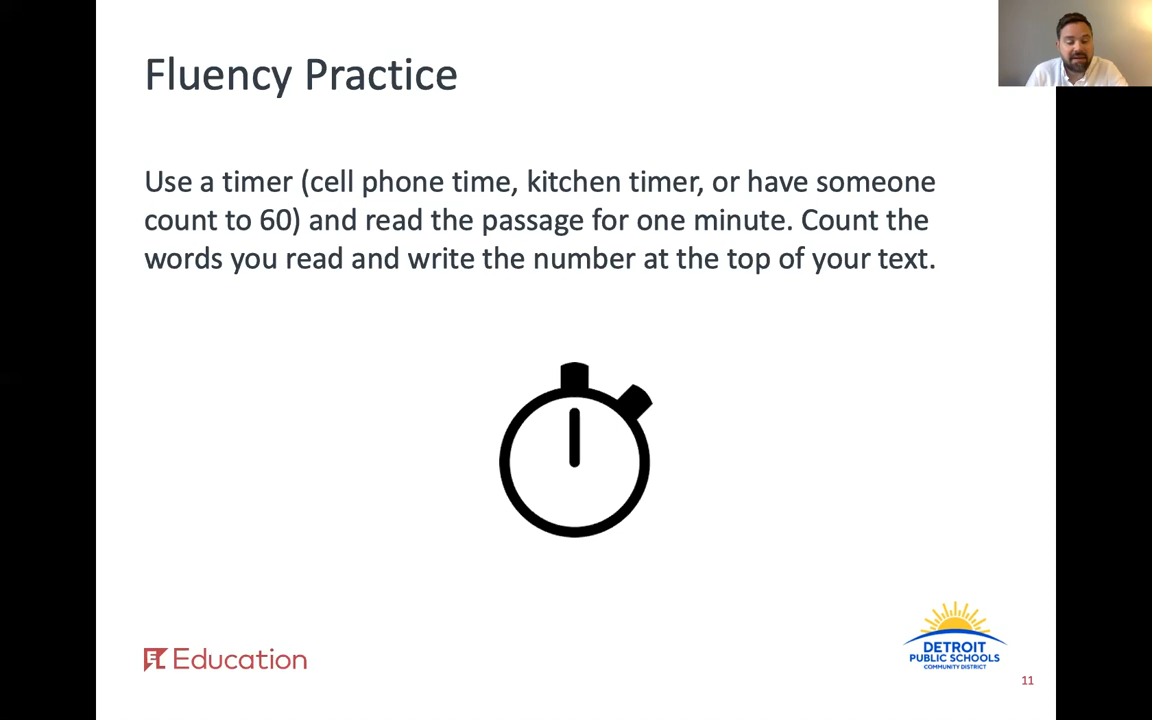 Fluency Practice
Use a timer (cell phone time, kitchen timer, or have someone
count to 60) and read the passage for one minute. Count the
words you read and write the number at the top of your text.
EL Education
DETROIT
PUBLIC SCHOOLS
COMMUNITY DISTRICT
11